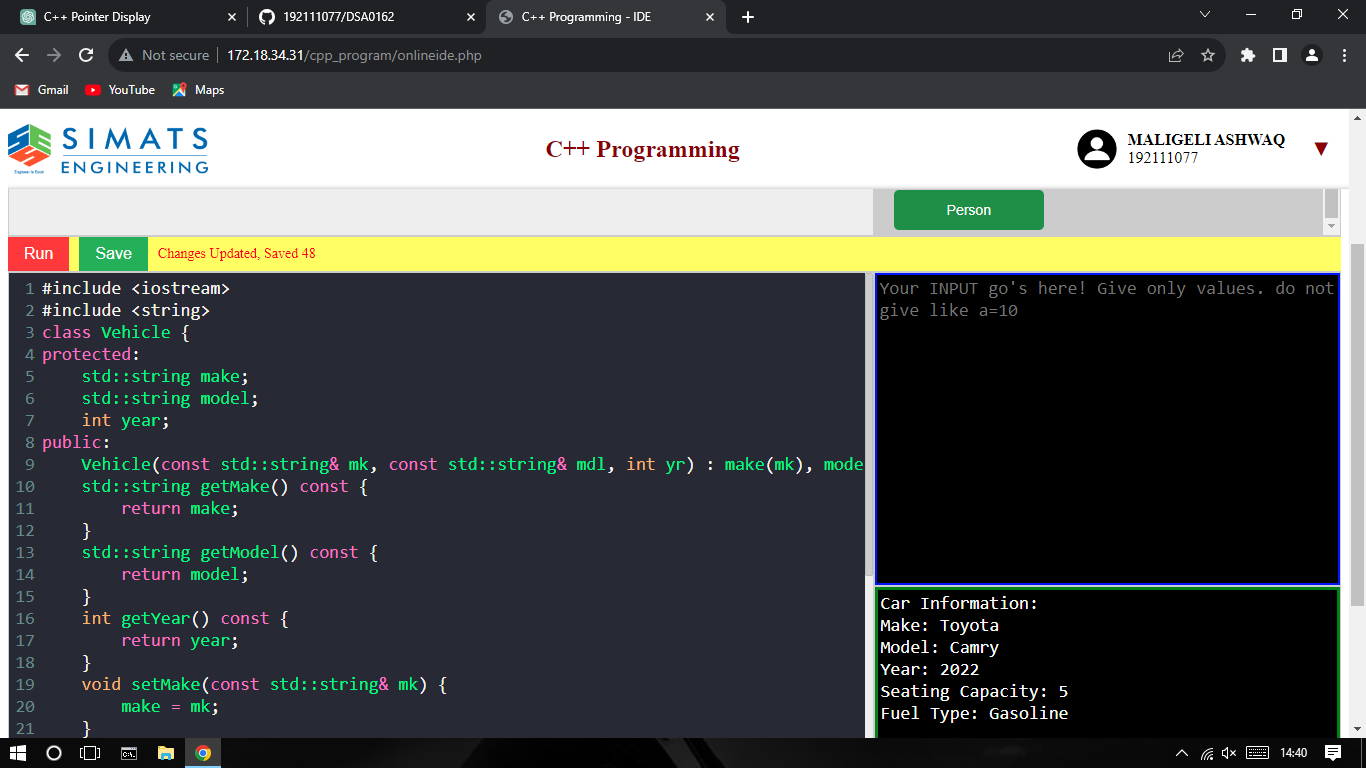 C++ Pointer Display
192111077/DSA0162
C++ Programming - IDE
Not secure
172.18.34.31/cpp_program/onlineide.php
Gmail
YouTube
Maps
SIMATS
ENGINEERING
Engineer to Excel
C++ Programming
MALIGELI ASHWAQ
192111077
Person
Run
Save
Changes Updated, Saved 48
1 #include <iostream>
2 #include <string>
3 class Vehicle {
4 protected:
5     std::string make;
6     std::string model;
7     int year;
8 public:
9     Vehicle(const std::string& mk, const std::string& mdl, int yr) : make(mk), mode
10     std::string getMake() const {
11         return make;
12     }
13     std::string getModel() const {
14         return model;
15     }
16     int getYear() const {
17         return year;
18     }
19     void setMake(const std::string& mk) {
20         make = mk;
21     }
Your INPUT go's here! Give only values. do not
give like a=10
Car Information:
Make: Toyota
Model: Camry
Year: 2022
Seating Capacity: 5
Fuel Type: Gasoline
14:40